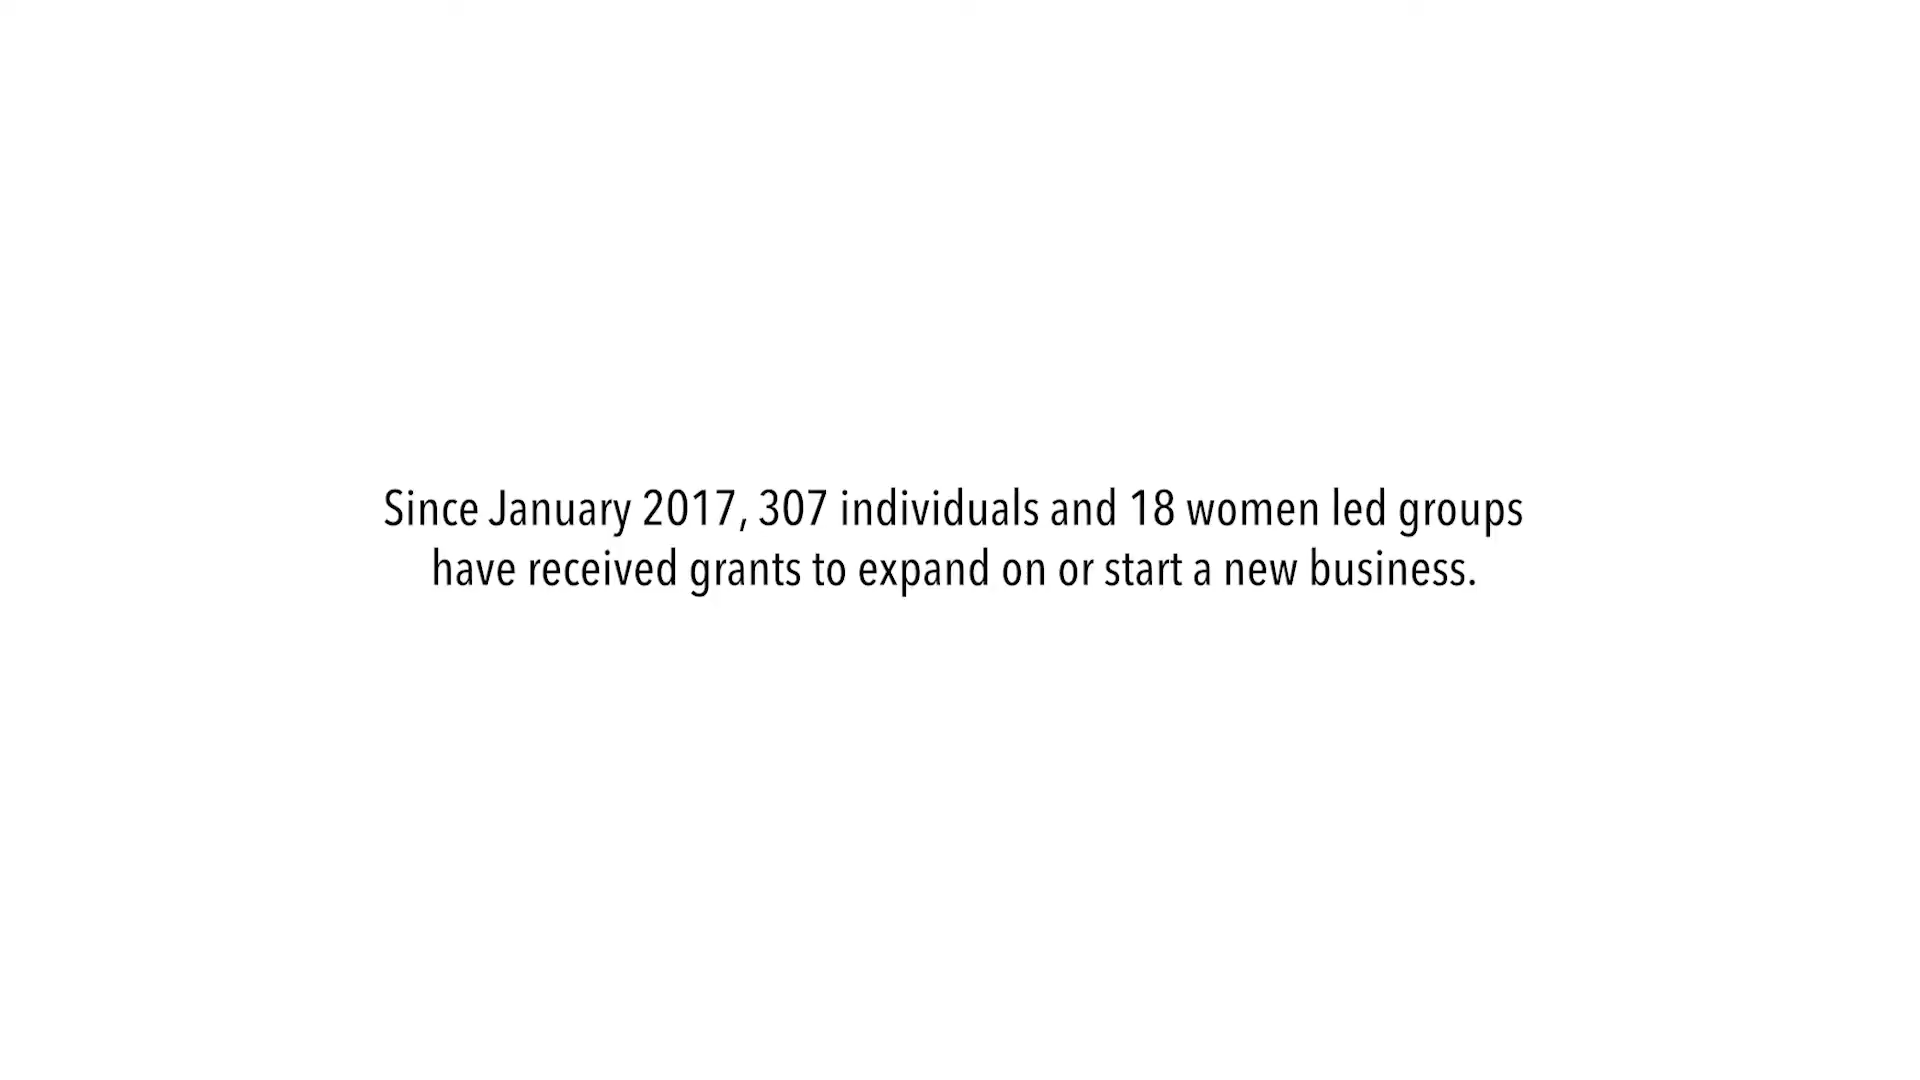 Since January 2017, 307 individuals and 18 women led groups
have received grants to expand on or start a new business.